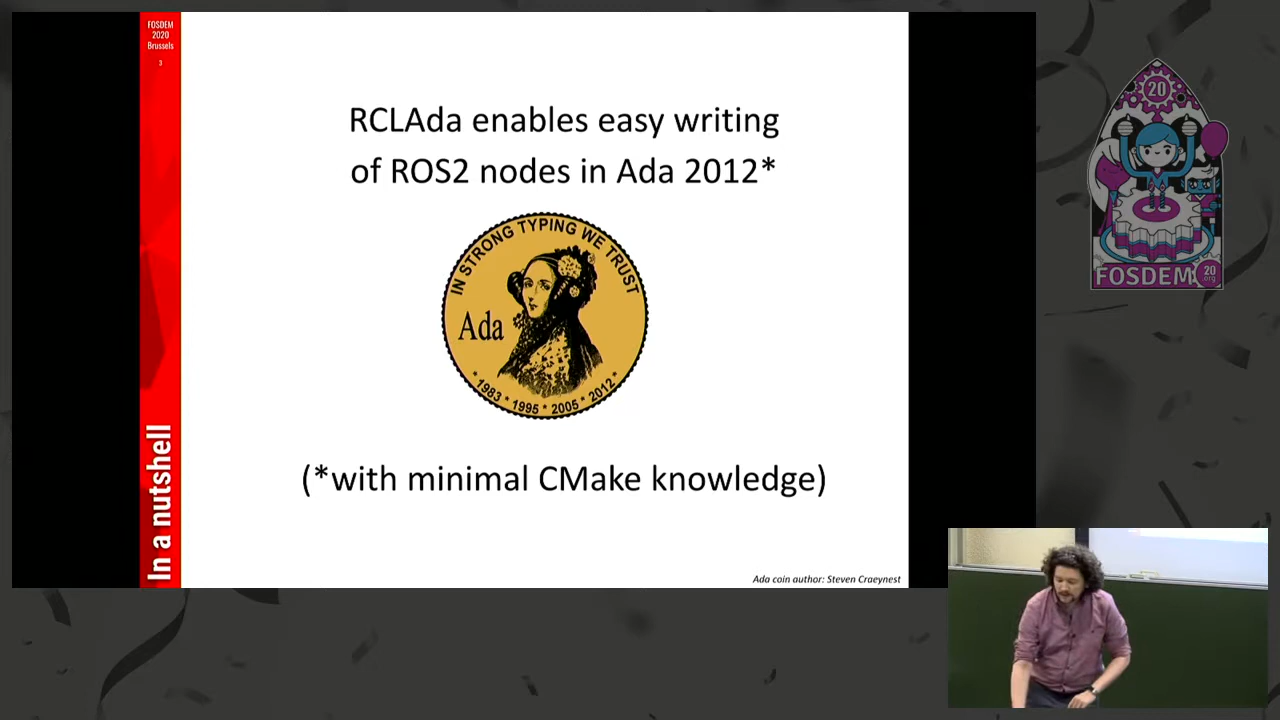 FOSDEM
2020
Brussels
3
In a nutshell
RCLAda enables easy writing
of ROS2 nodes in Ada 2012*
IN STRONG TYPING WE TRUST
Ada
* 1983 * 1995 * 2005 * 2012 *
(*with minimal CMake knowledge)
Ada coin author: Steven Craeynest
20
FOSDEM
20
.org